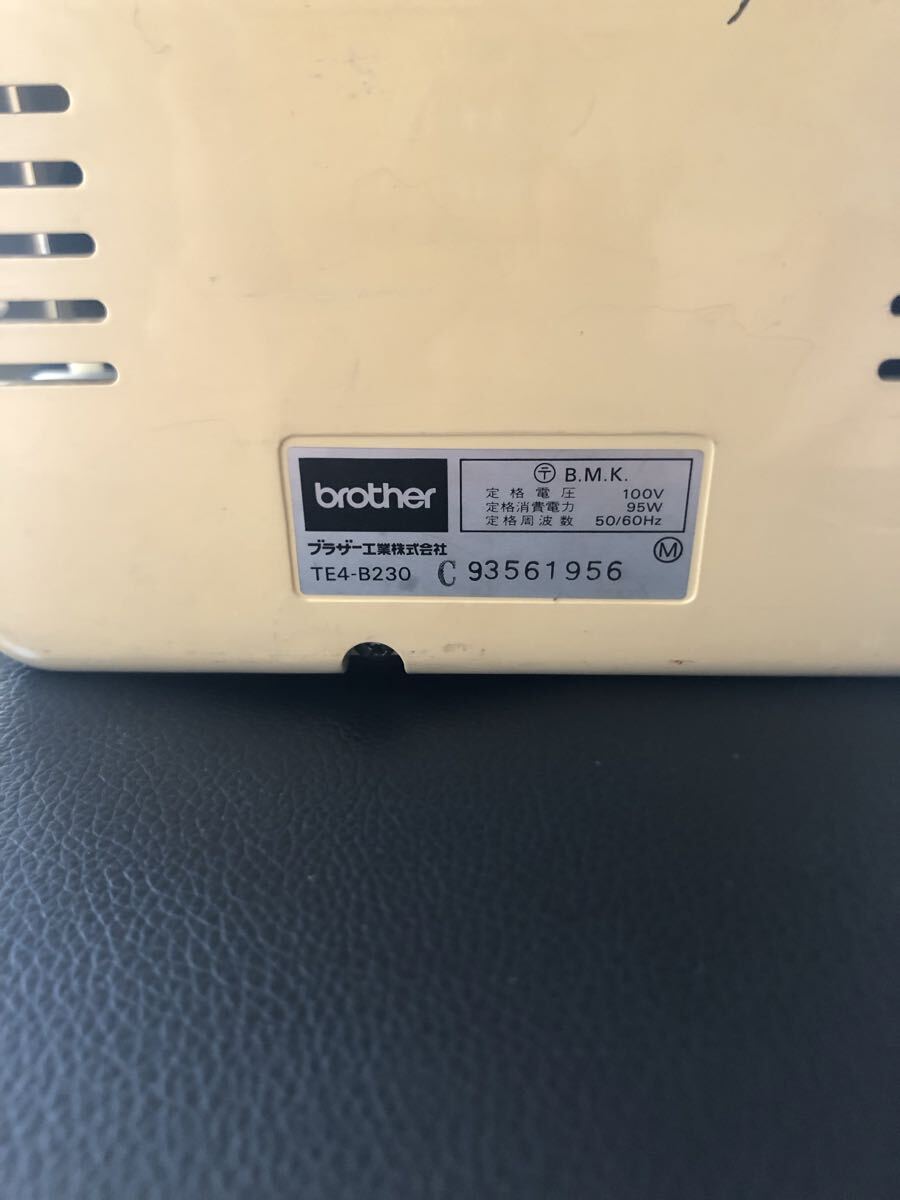 brother
〶 B.M.K.
定格電圧 100V
定格消費電力 95W
定格周波数 50/60Hz
ブラザー工業株式会社
Ⓜ
TE4-B230 C 93561956